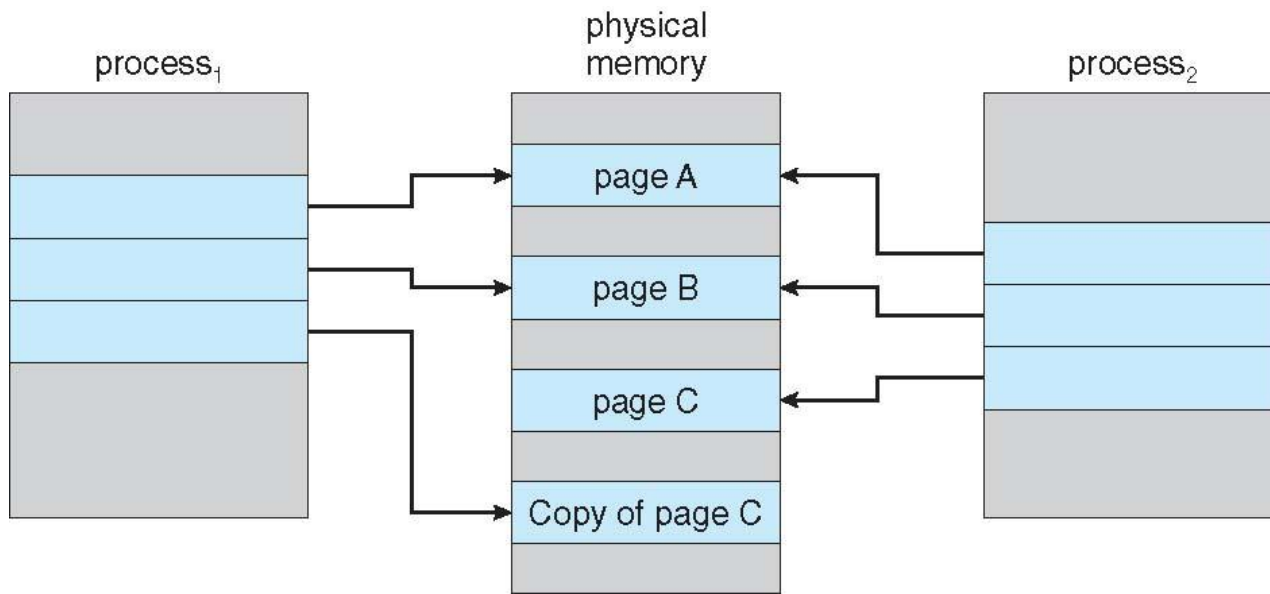 process₁
physical
memory
process₂
page A
page B
page C
Copy of page C